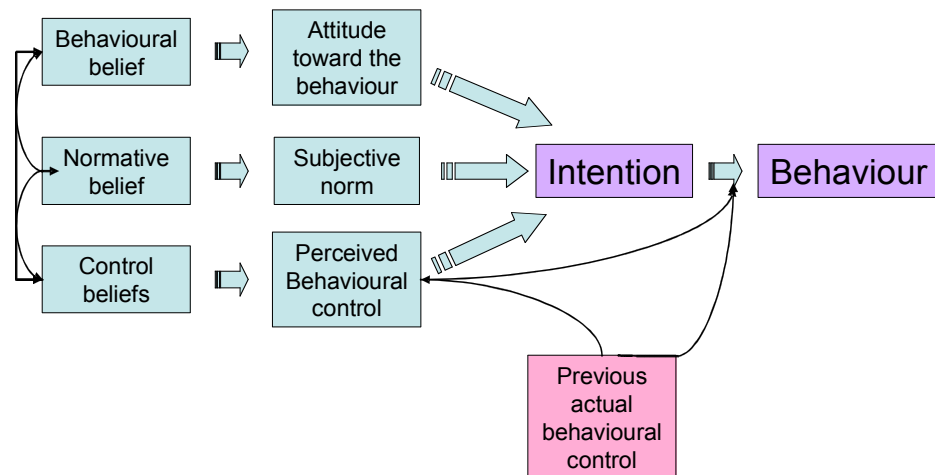 Behavioural
belief
Attitude
toward the
behaviour
Normative
belief
Subjective
norm
Intention
Behaviour
Control
beliefs
Perceived
Behavioural
control
Previous
actual
behavioural
control